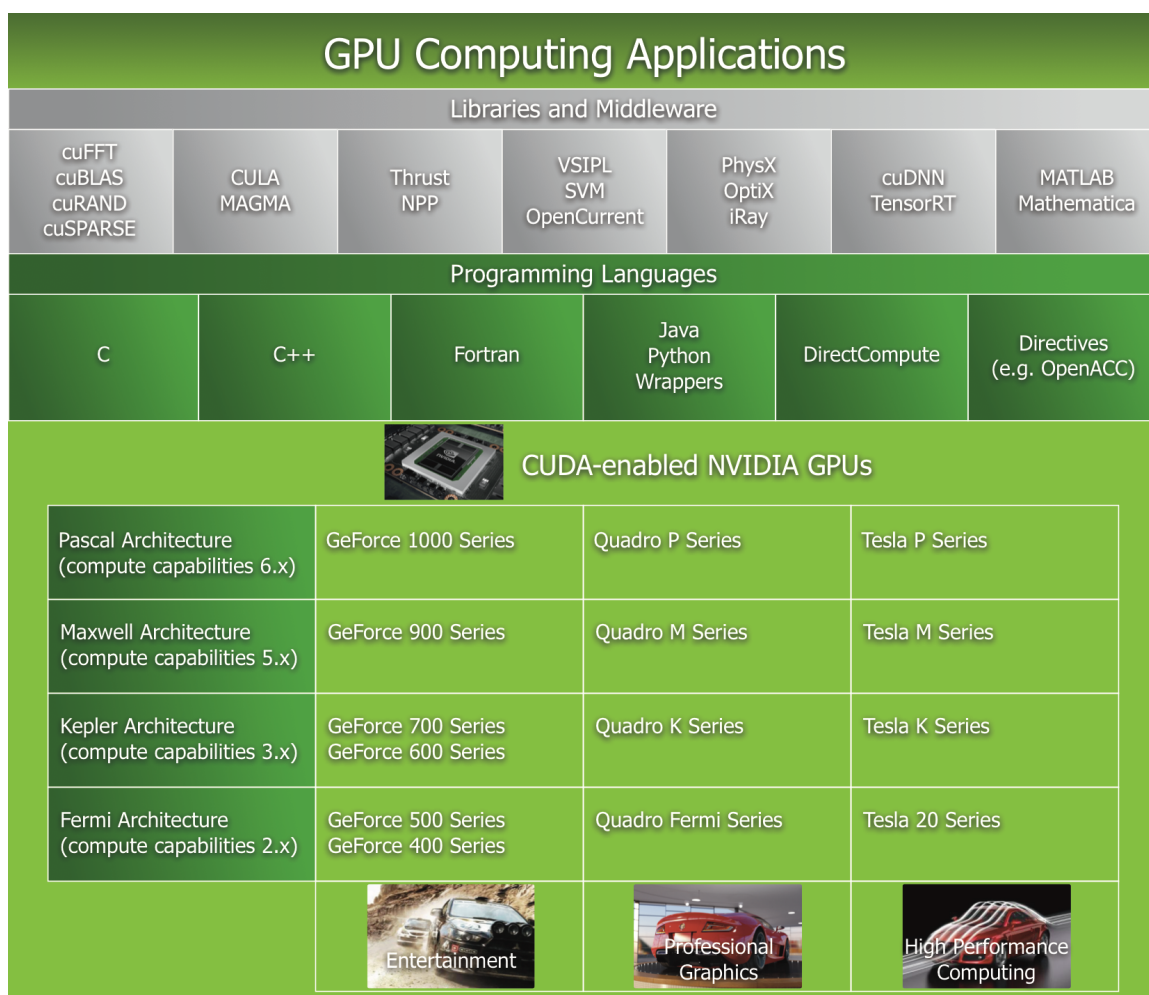 GPU Computing Applications
Libraries and Middleware
cuFFT
cuBLAS
cuRAND
cuSPARSE
CULA
MAGMA
Thrust
NPP
VSIPL
SVM
OpenCurrent
PhysX
OptiX
iRay
cuDNN
TensorRT
MATLAB
Mathematica
Programming Languages
C
C++
Fortran
Java
Python
Wrappers
DirectCompute
Directives
(e.g. OpenACC)
CUDA-enabled NVIDIA GPUs
Pascal Architecture
(compute capabilities 6.x)
GeForce 1000 Series
Quadro P Series
Tesla P Series
Maxwell Architecture
(compute capabilities 5.x)
GeForce 900 Series
Quadro M Series
Tesla M Series
Kepler Architecture
(compute capabilities 3.x)
GeForce 700 Series
GeForce 600 Series
Quadro K Series
Tesla K Series
Fermi Architecture
(compute capabilities 2.x)
GeForce 500 Series
GeForce 400 Series
Quadro Fermi Series
Tesla 20 Series
Entertainment
Professional
Graphics
High Performance
Computing